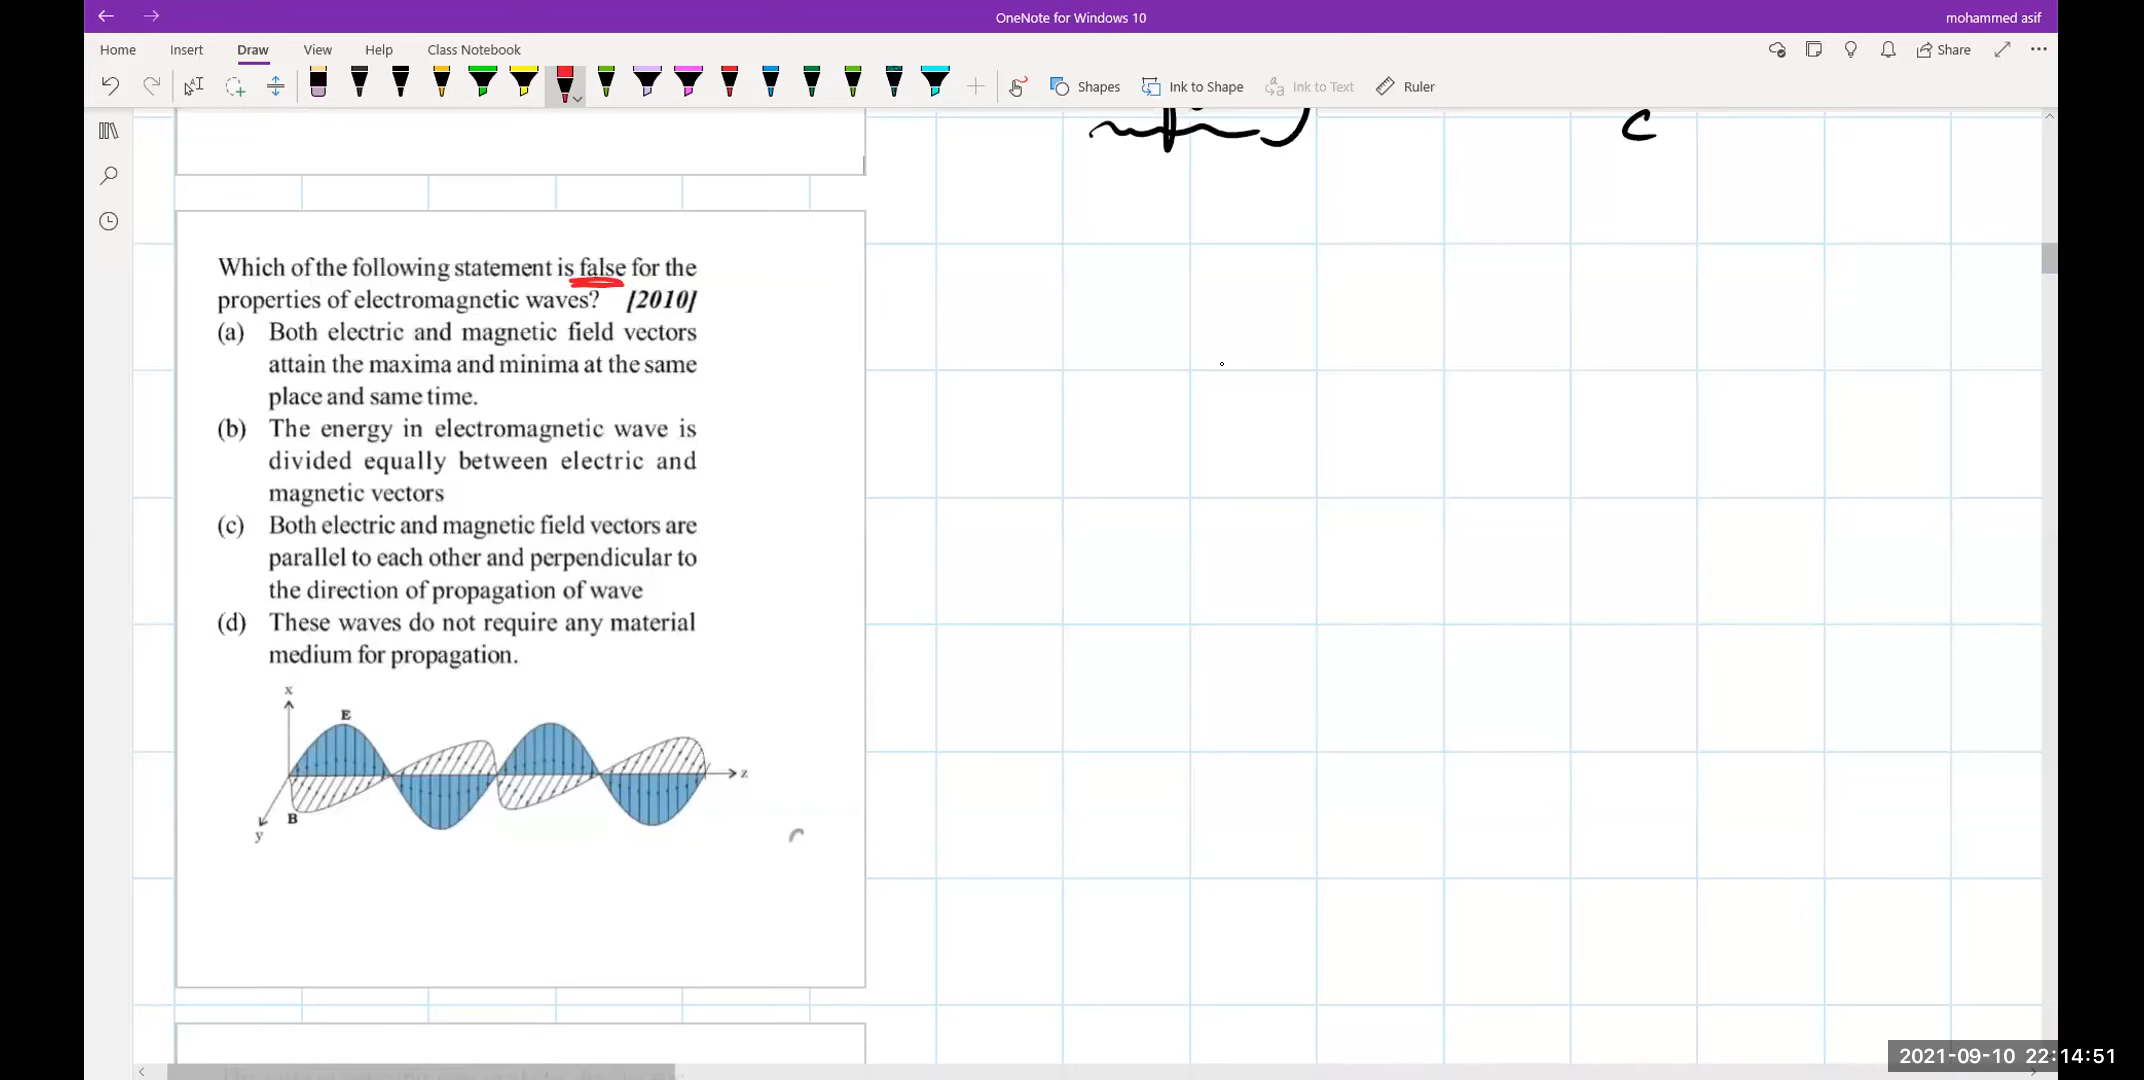 OneNote for Windows 10
mohammed asif
Home Insert Draw View Help Class Notebook
Share
Shapes Ink to Shape Ink to Text Ruler
c
Which of the following statement is false for the
properties of electromagnetic waves? [2010]
(a) Both electric and magnetic field vectors
attain the maxima and minima at the same
place and same time.
(b) The energy in electromagnetic wave is
divided equally between electric and
magnetic vectors
(c) Both electric and magnetic field vectors are
parallel to each other and perpendicular to
the direction of propagation of wave
(d) These waves do not require any material
medium for propagation.
x
E
z
B
y
2021-09-10 22:14:51